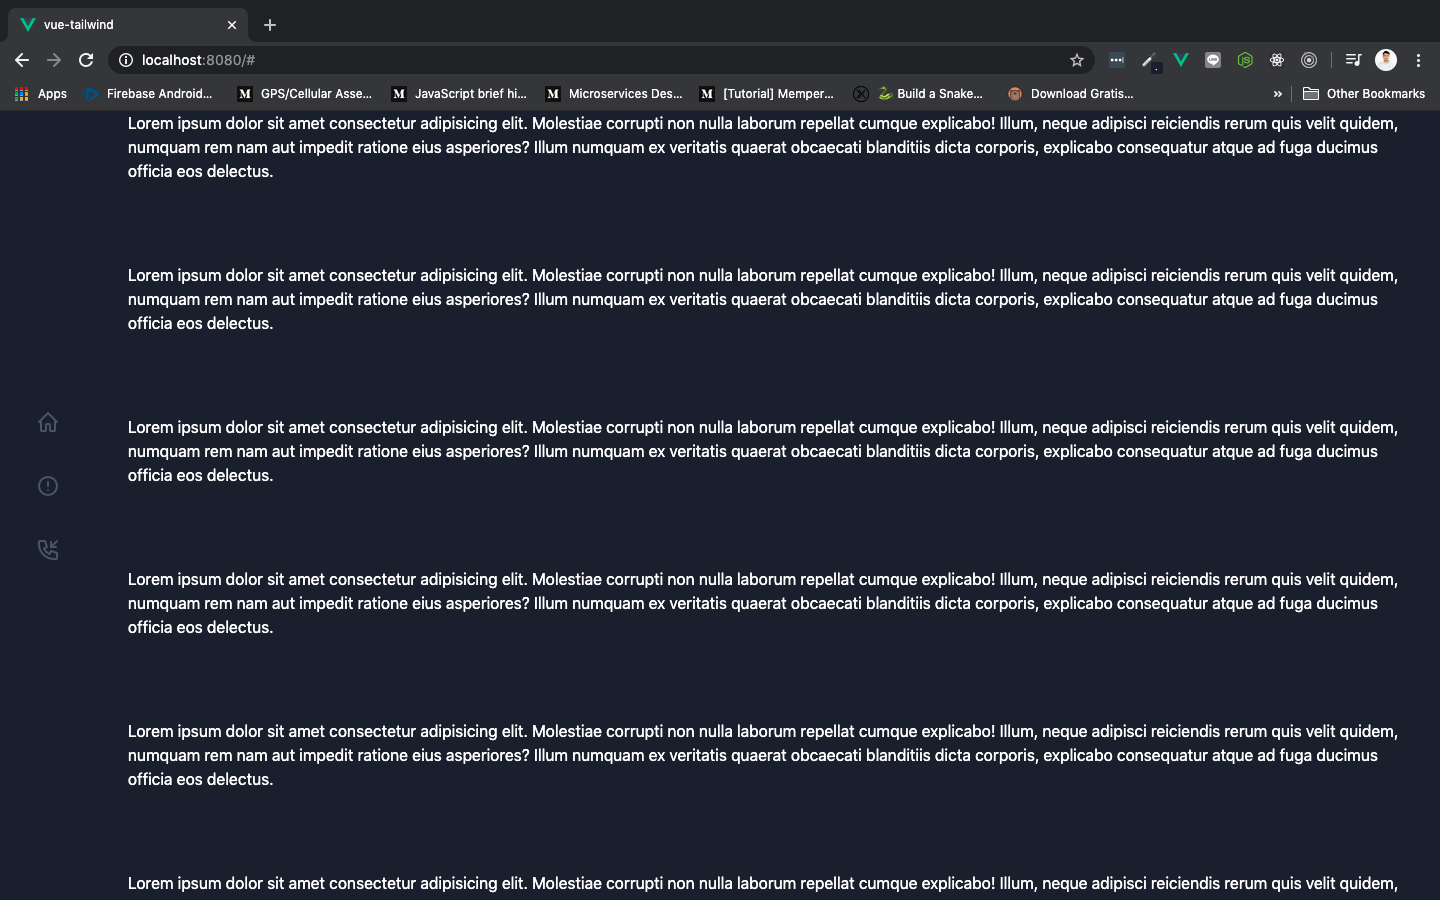 vue-tailwind
localhost:8080/#
Apps Firebase Android... GPS/Cellular Asse... JavaScript brief hi... Microservices Des... [Tutorial] Memper... Build a Snake... Download Gratis... » Other Bookmarks
Lorem ipsum dolor sit amet consectetur adipisicing elit. Molestiae corrupti non nulla laborum repellat cumque explicabo! Illum, neque adipisci reiciendis rerum quis velit quidem,
numquam rem nam aut impedit ratione eius asperiores? Illum numquam ex veritatis quaerat obcaecati blanditiis dicta corporis, explicabo consequatur atque ad fuga ducimus
officia eos delectus.
Lorem ipsum dolor sit amet consectetur adipisicing elit. Molestiae corrupti non nulla laborum repellat cumque explicabo! Illum, neque adipisci reiciendis rerum quis velit quidem,
numquam rem nam aut impedit ratione eius asperiores? Illum numquam ex veritatis quaerat obcaecati blanditiis dicta corporis, explicabo consequatur atque ad fuga ducimus
officia eos delectus.
Lorem ipsum dolor sit amet consectetur adipisicing elit. Molestiae corrupti non nulla laborum repellat cumque explicabo! Illum, neque adipisci reiciendis rerum quis velit quidem,
numquam rem nam aut impedit ratione eius asperiores? Illum numquam ex veritatis quaerat obcaecati blanditiis dicta corporis, explicabo consequatur atque ad fuga ducimus
officia eos delectus.
Lorem ipsum dolor sit amet consectetur adipisicing elit. Molestiae corrupti non nulla laborum repellat cumque explicabo! Illum, neque adipisci reiciendis rerum quis velit quidem,
numquam rem nam aut impedit ratione eius asperiores? Illum numquam ex veritatis quaerat obcaecati blanditiis dicta corporis, explicabo consequatur atque ad fuga ducimus
officia eos delectus.
Lorem ipsum dolor sit amet consectetur adipisicing elit. Molestiae corrupti non nulla laborum repellat cumque explicabo! Illum, neque adipisci reiciendis rerum quis velit quidem,
numquam rem nam aut impedit ratione eius asperiores? Illum numquam ex veritatis quaerat obcaecati blanditiis dicta corporis, explicabo consequatur atque ad fuga ducimus
officia eos delectus.
Lorem ipsum dolor sit amet consectetur adipisicing elit. Molestiae corrupti non nulla laborum repellat cumque explicabo! Illum, neque adipisci reiciendis rerum quis velit quidem,